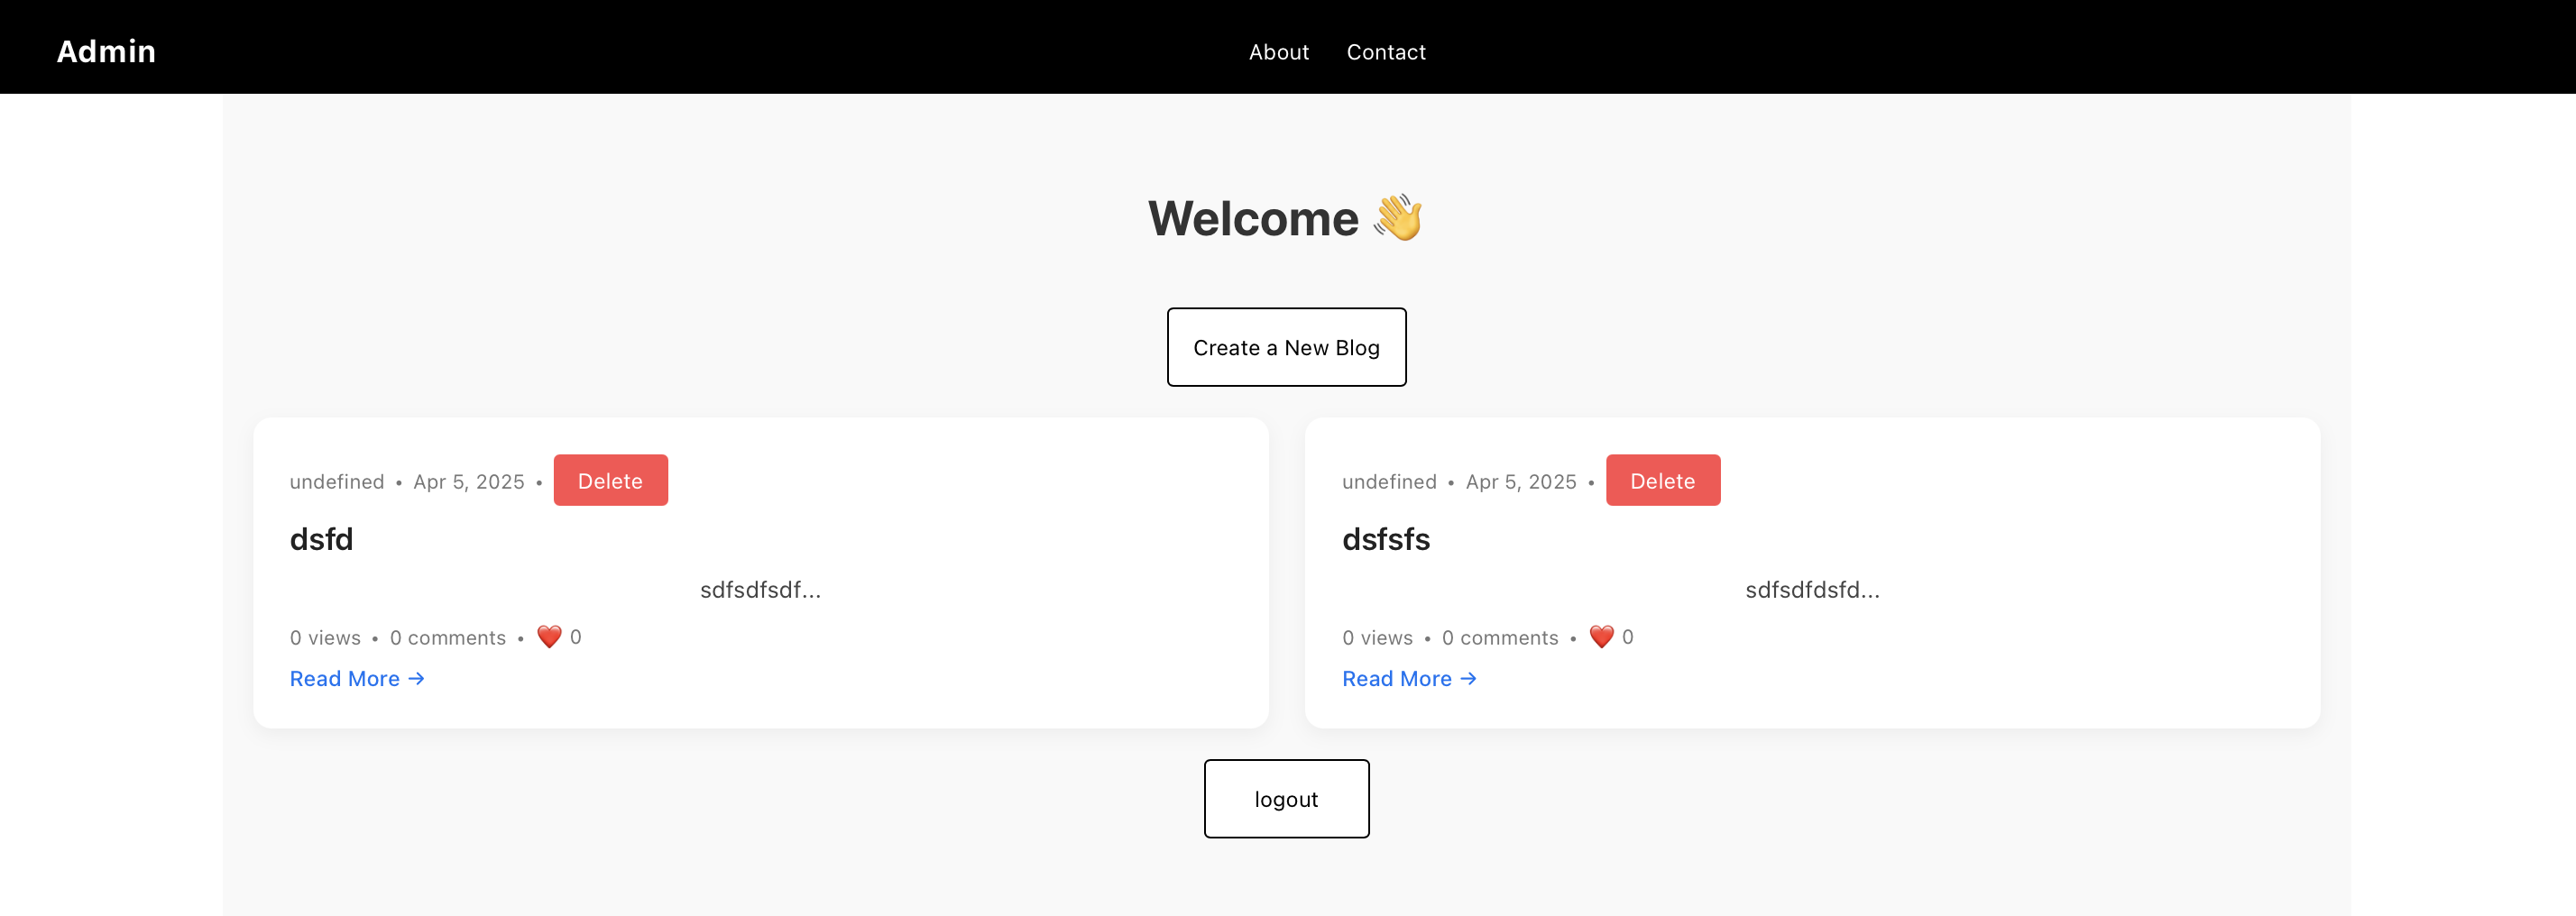 Admin
About Contact
Welcome 👋
Create a New Blog
undefined • Apr 5, 2025 • Delete
dsfd
sdfsdfsdf...
0 views • 0 comments • ❤️ 0
Read More →
undefined • Apr 5, 2025 • Delete
dsfsfs
sdfsdfdsfd...
0 views • 0 comments • ❤️ 0
Read More →
logout